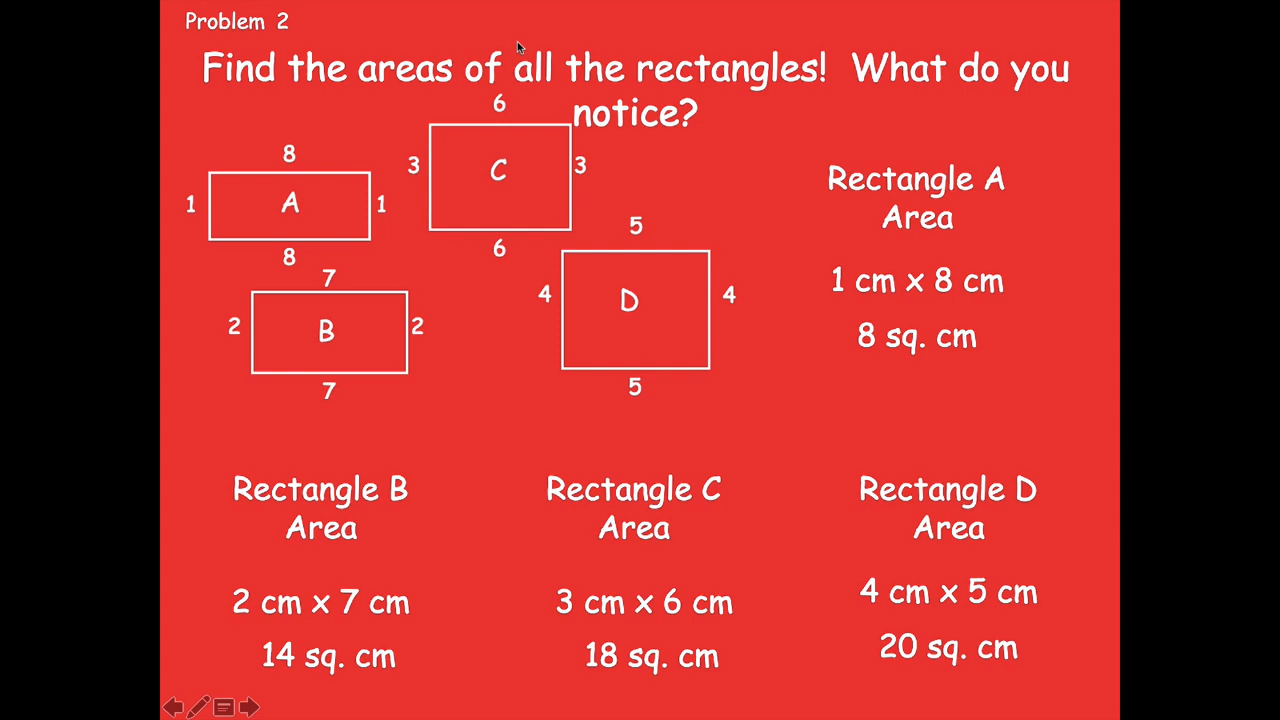 Problem 2
Find the areas of all the rectangles! What do you
notice?
6
3
C
3
6
8
1
A
1
8
7
2
B
2
7
5
4
D
4
5
Rectangle A
Area
1 cm x 8 cm
8 sq. cm
Rectangle B
Area
2 cm x 7 cm
14 sq. cm
Rectangle C
Area
3 cm x 6 cm
18 sq. cm
Rectangle D
Area
4 cm x 5 cm
20 sq. cm